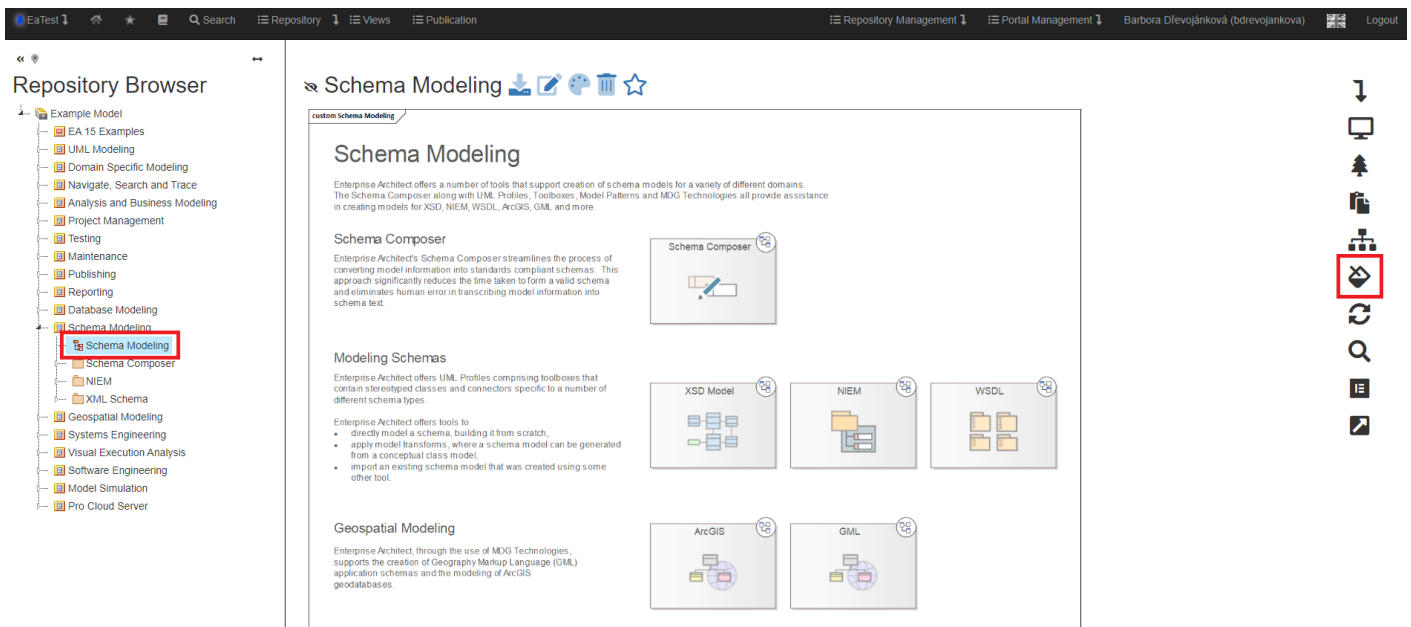 EaTest Search Repository Views Publication Repository Management Portal Management Barbora Dřevojánková (bdrevojankova) Logout
Repository Browser
Example Model
EA 15 Examples
UML Modeling
Domain Specific Modeling
Navigate, Search and Trace
Analysis and Business Modeling
Project Management
Testing
Maintenance
Publishing
Reporting
Database Modeling
Schema Modeling
Schema Modeling
Schema Composer
NIEM
XML Schema
Geospatial Modeling
Systems Engineering
Visual Execution Analysis
Software Engineering
Model Simulation
Pro Cloud Server
Schema Modeling
custom Schema Modeling
Schema Modeling
Enterprise Architect offers a number of tools that support creation of schema models for a variety of different domains.
The Schema Composer along with UML Profiles, Toolboxes, Model Patterns and MDG Technologies all provide assistance
in creating models for XSD, NIEM, WSDL, ArcGIS, GML and more.
Schema Composer
Enterprise Architect's Schema Composer streamlines the process of
converting model information into standards compliant schemas. This
approach significantly reduces the time taken to form a valid schema
and eliminates human error in transcribing model information into
schema text.
Schema Composer
Modeling Schemas
Enterprise Architect offers UML Profiles comprising toolboxes that
contain stereotyped classes and connectors specific to a number of
different schema types.
Enterprise Architect offers tools to
• directly model a schema, building it from scratch,
• apply model transforms, where a schema model can be generated
from a conceptual class model,
• import an existing schema model that was created using some
other tool.
XSD Model
NIEM
WSDL
Geospatial Modeling
Enterprise Architect, through the use of MDG Technologies,
supports the creation of Geography Markup Language (GML)
application schemas and the modeling of ArcGIS
geodatabases.
ArcGIS
GML